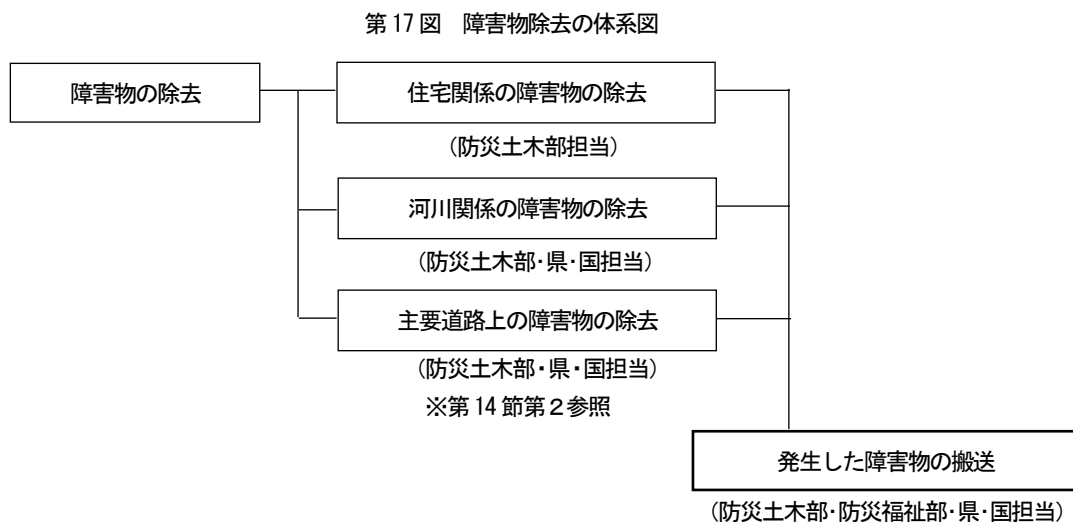 第17図　障害物除去の体系図
障害物の除去
住宅関係の障害物の除去
（防災土木部担当）
河川関係の障害物の除去
（防災土木部・県・国担当）
主要道路上の障害物の除去
（防災土木部・県・国担当）
※第14節第２参照
発生した障害物の搬送
（防災土木部・防災福祉部・県・国担当）